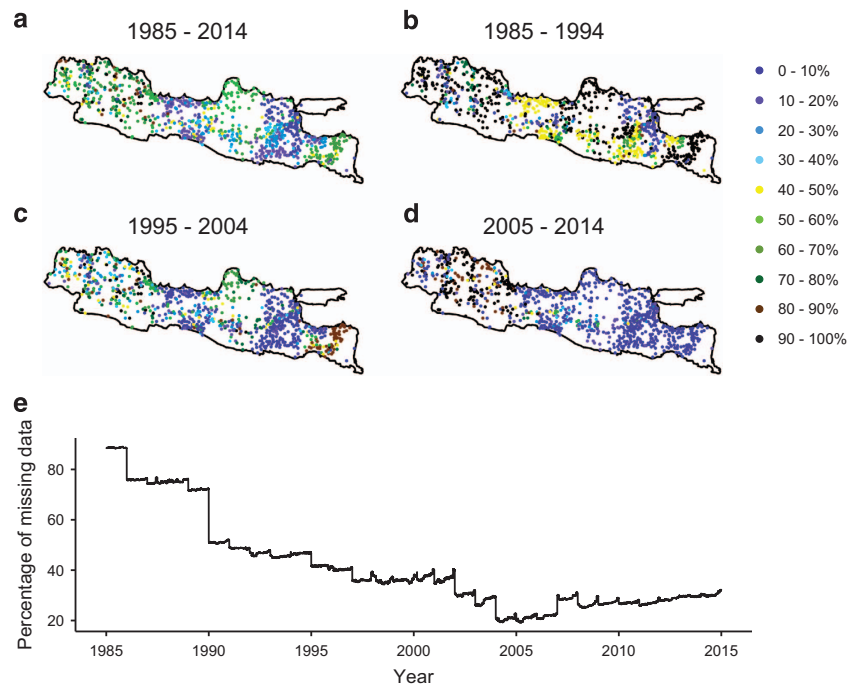 a
1985 - 2014
b
1985 - 1994
0 - 10%
10 - 20%
20 - 30%
30 - 40%
40 - 50%
50 - 60%
60 - 70%
70 - 80%
80 - 90%
90 - 100%
c
1995 - 2004
d
2005 - 2014
e
Percentage of missing data
80
60
40
20
1985 1990 1995 2000 2005 2010 2015
Year